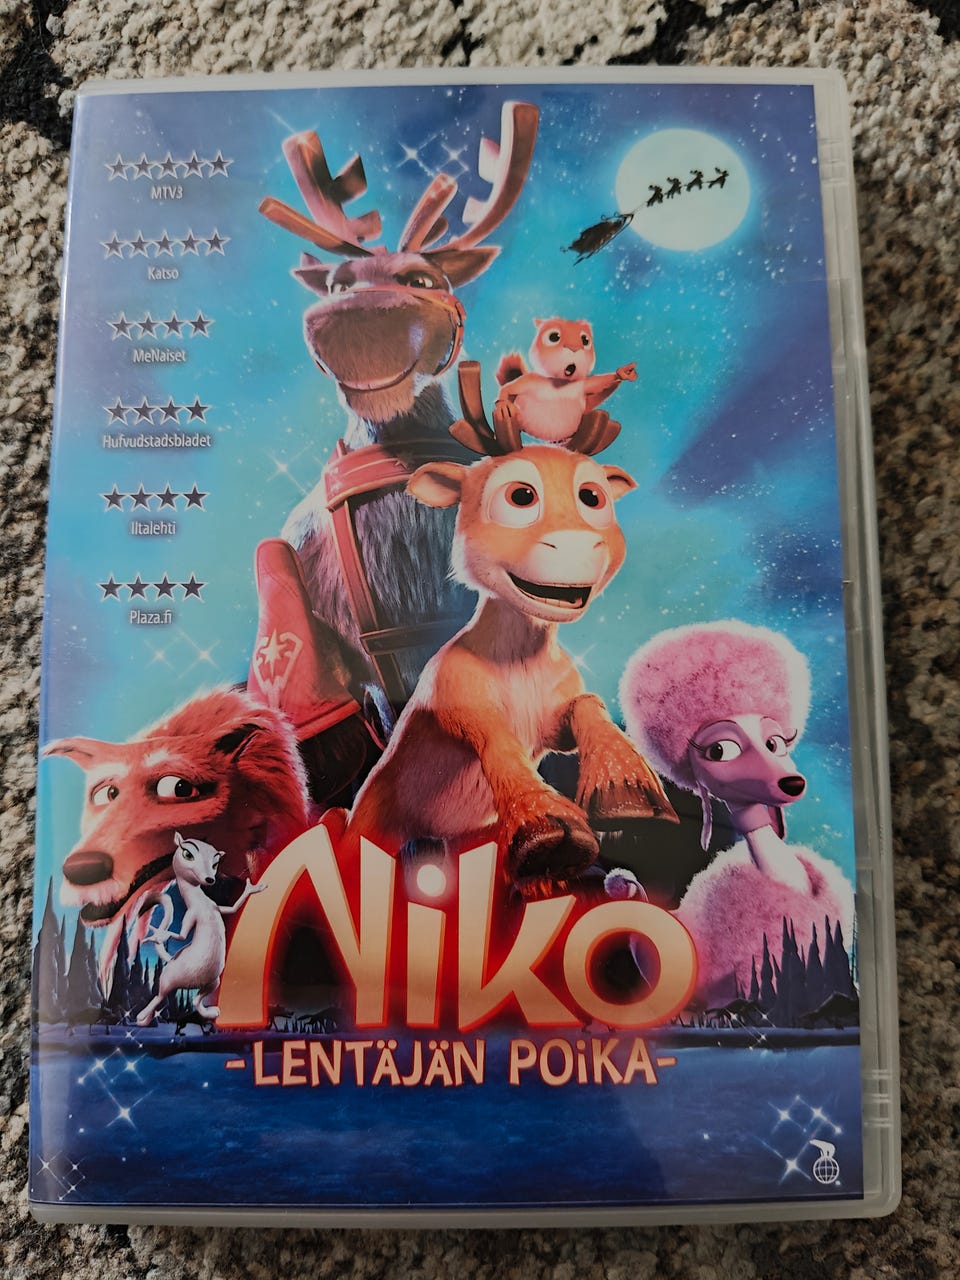 MTV3
Katso
MeNaiset
Hufvudstadsbladet
Iltalehti
Plaza.fi
Niko
-LENTÄJÄN POiKA-